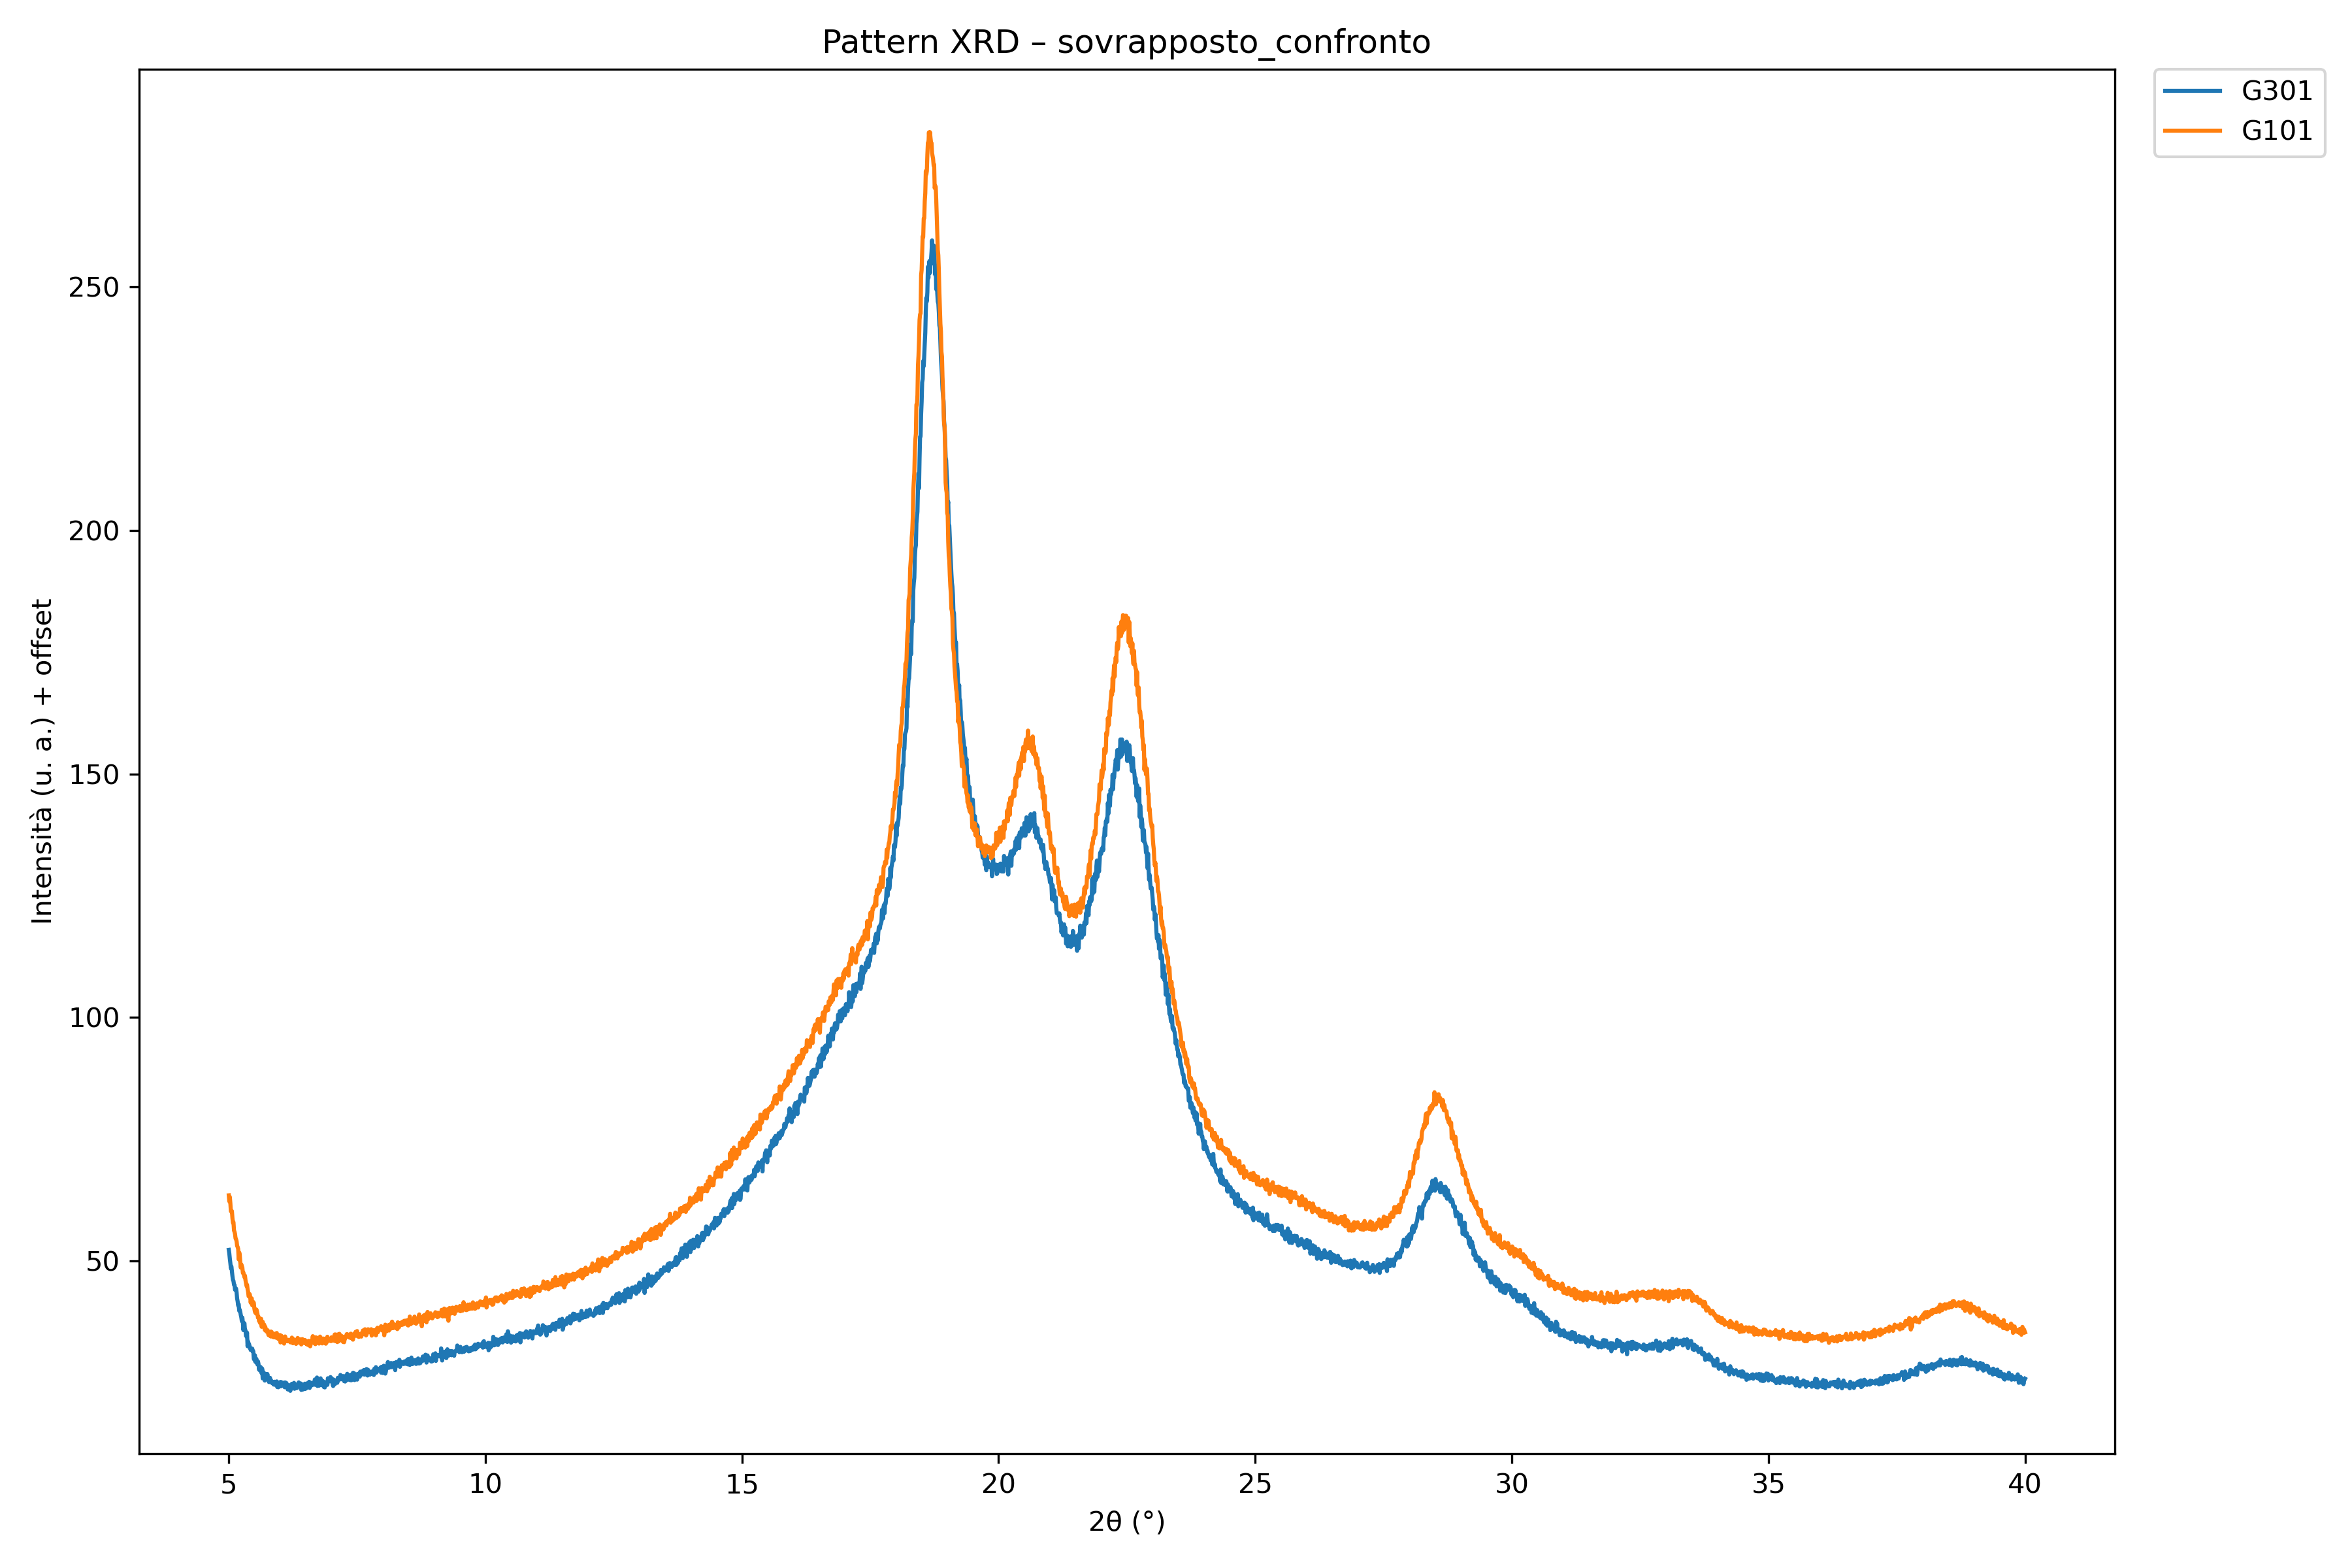 Pattern XRD – sovrapposto_confronto
G301
G101
Intensità (u. a.) + offset
250
200
150
100
50
5 10 15 20 25 30 35 40
2θ (°)